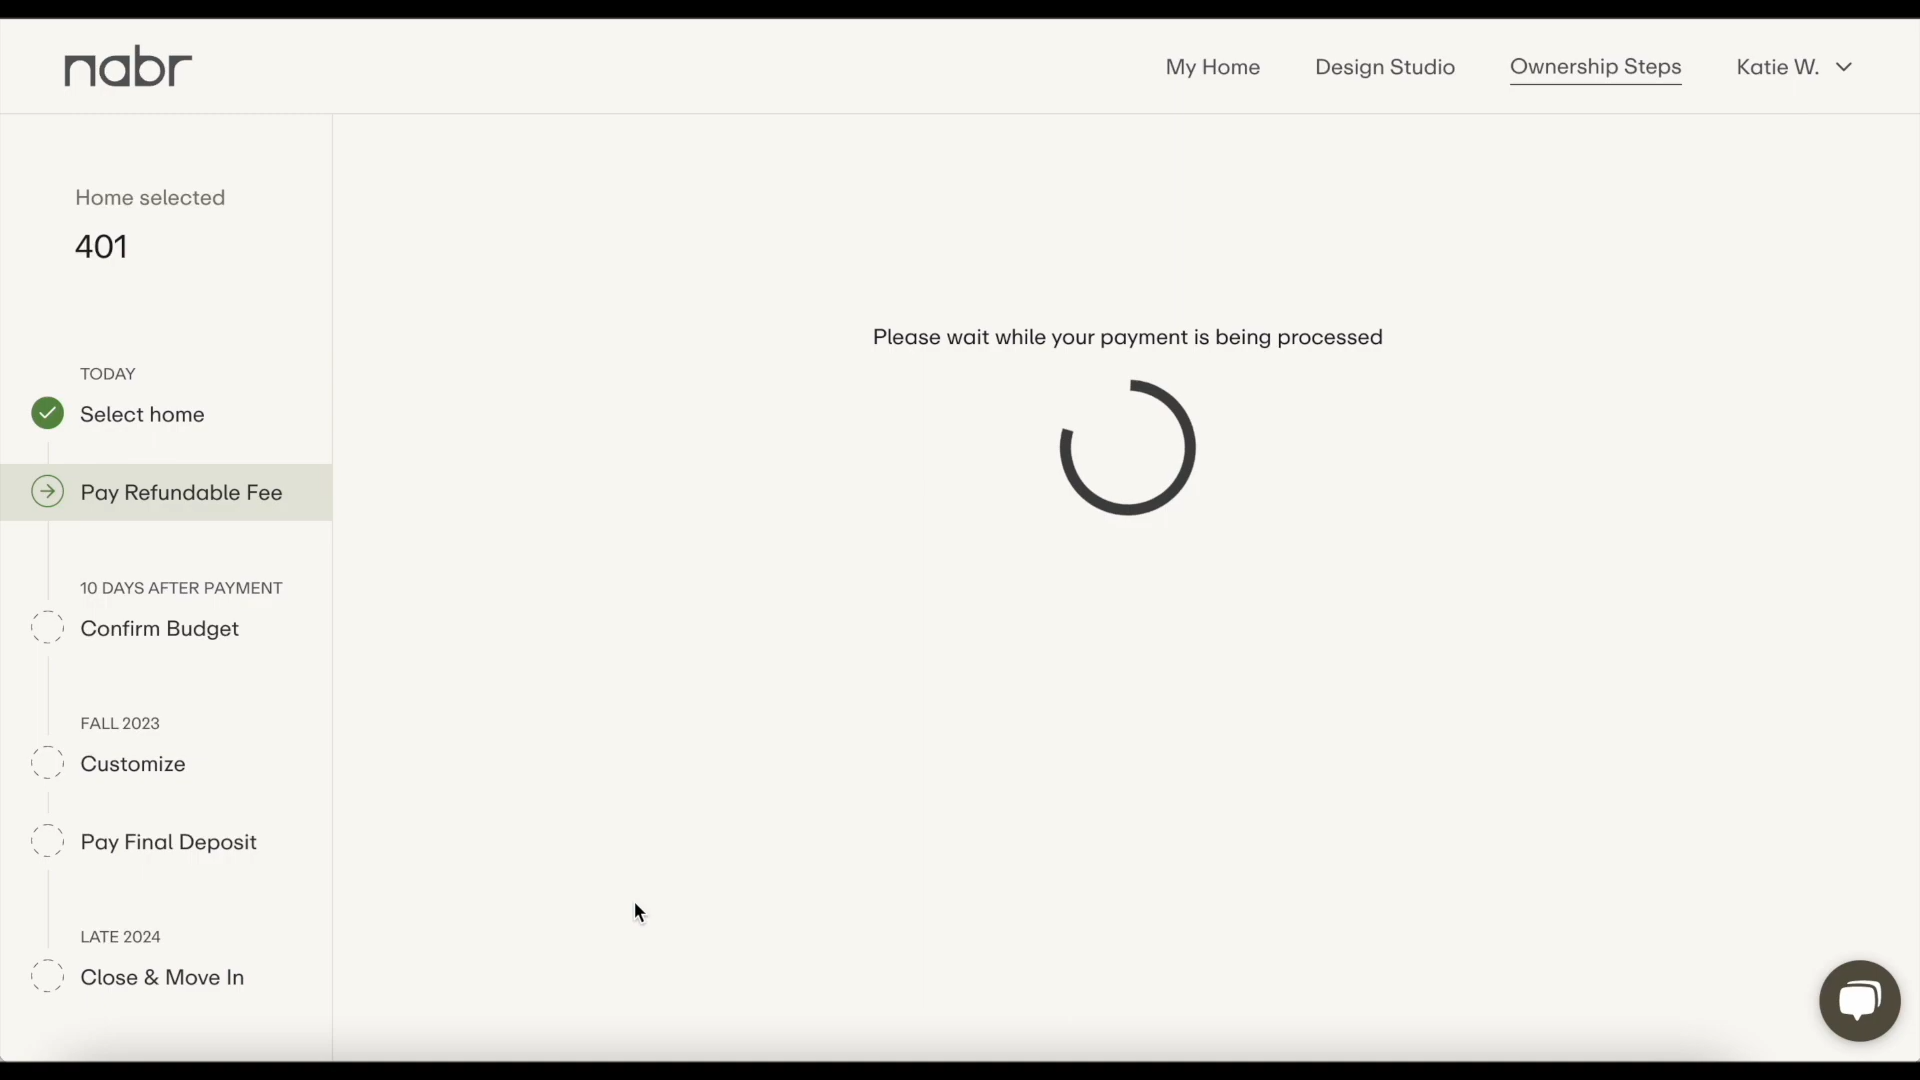 nabr
My Home
Design Studio
Ownership Steps
Katie W.
Home selected
401
TODAY
Select home
Pay Refundable Fee
10 DAYS AFTER PAYMENT
Confirm Budget
FALL 2023
Customize
Pay Final Deposit
LATE 2024
Close & Move In
Please wait while your payment is being processed